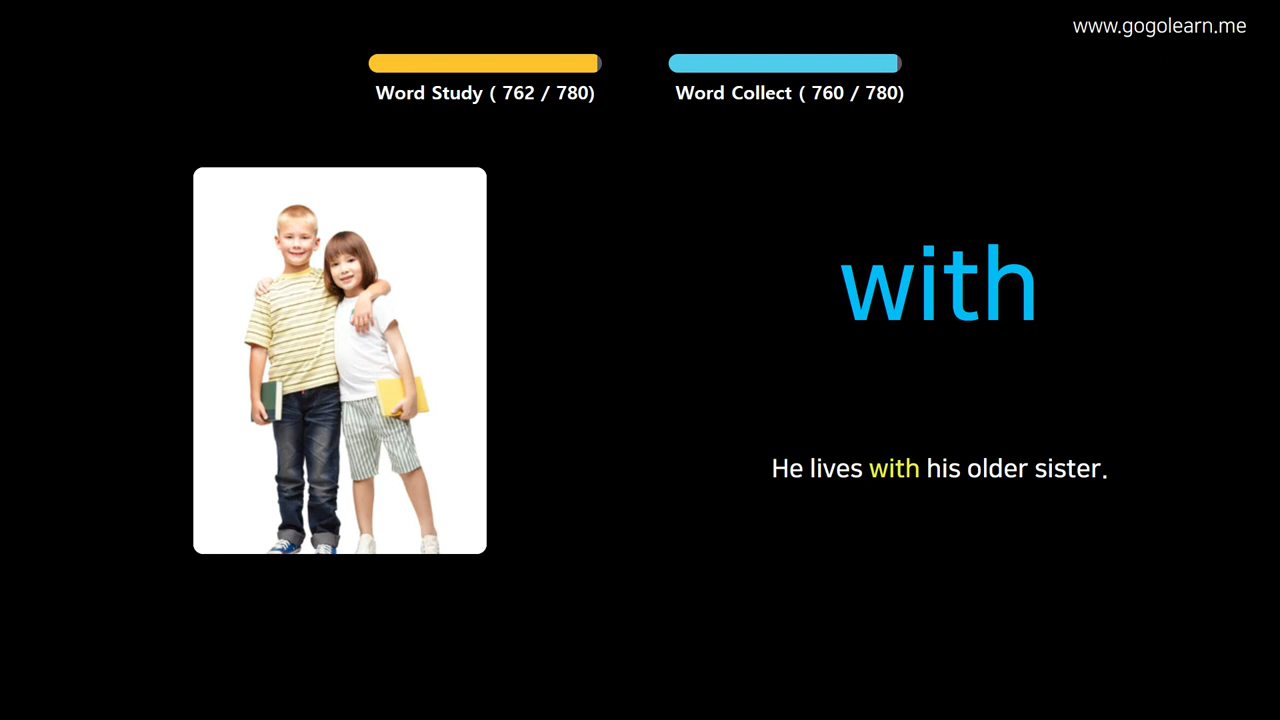 www.gogolearn.me
Word Study ( 762 / 780)
Word Collect ( 760 / 780)
with
He lives with his older sister.